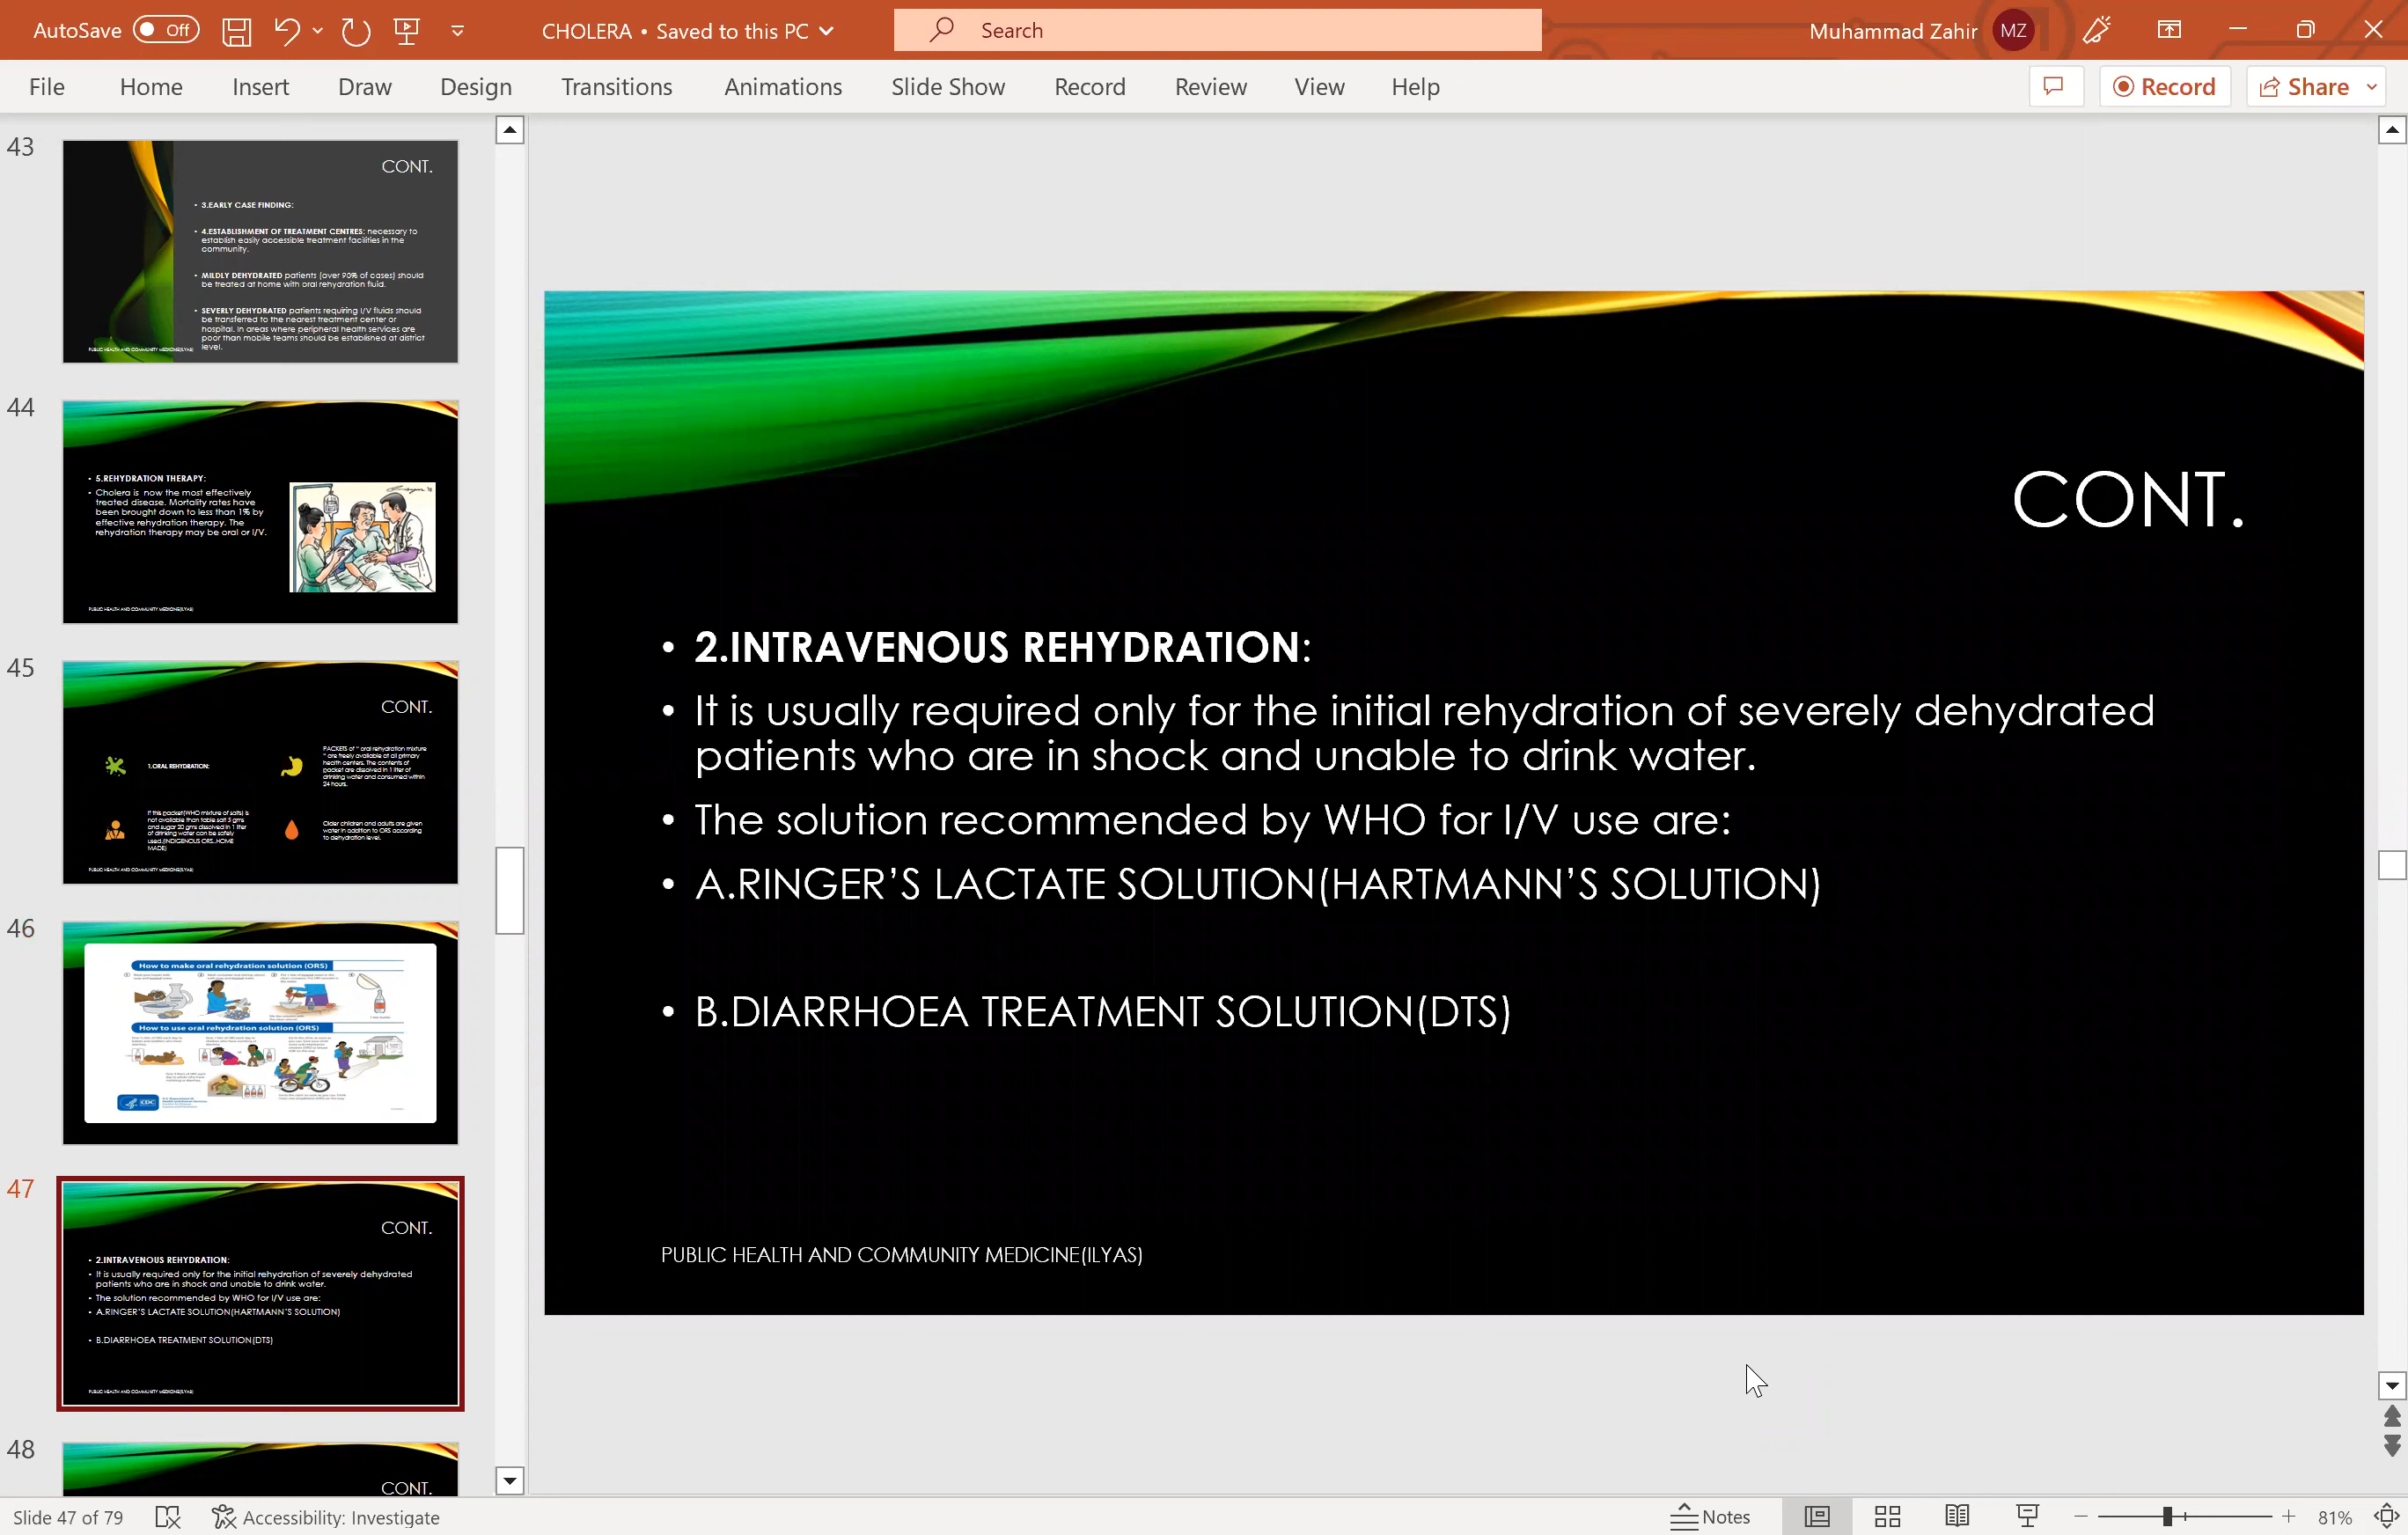 AutoSave Off CHOLERA • Saved to this PC Search Muhammad Zahir MZ
File Home Insert Draw Design Transitions Animations Slide Show Record Review View Help Record Share
43
CONT.
• 3.EARLY CASE FINDING:
• 4.ESTABLISHMENT OF TREATMENT CENTRES: necessary to
establish easily accessible treatment facilities in the
community.
• MILDLY DEHYDRATED patients (over 90% of cases) should
be treated at home with oral rehydration fluid.
• SEVERELY DEHYDRATED patients requiring I/V fluids should
be transferred to the nearest treatment center or
hospital. In areas where peripheral health services are
poor than mobile teams should be established at district
level.
PUBLIC HEALTH AND COMMUNITY MEDICINE(ILYAS)
44
• 5.REHYDRATION THERAPY:
• Cholera is now the most effectively
treated disease. Mortality rates have
been brought down to less than 1% by
effective rehydration therapy. The
rehydration therapy may be oral or I/V.
PUBLIC HEALTH AND COMMUNITY MEDICINE(ILYAS)
45
CONT.
1.ORAL REHYDRATION:
PACKETS of " oral rehydration mixture
" are freely available at all primary
health centers. The contents of
packet are dissolved in 1 liter of
drinking water and consumed within
24 hours.
If this packet(WHO mixture of salts) is
not available than table salt 5 gms
and sugar 20 gms dissolved in 1 liter
of drinking water can be safely
used.(INDIGENOUS ORS..HOME
MADE)
Older children and adults are given
water in addition to ORS according
to dehydration level.
PUBLIC HEALTH AND COMMUNITY MEDICINE(ILYAS)
46
How to make oral rehydration solution (ORS)
How to use oral rehydration solution (ORS)
CDC
47
CONT.
• 2.INTRAVENOUS REHYDRATION:
• It is usually required only for the initial rehydration of severely dehydrated
patients who are in shock and unable to drink water.
• The solution recommended by WHO for I/V use are:
• A.RINGER'S LACTATE SOLUTION(HARTMANN'S SOLUTION)
• B.DIARRHOEA TREATMENT SOLUTION(DTS)
PUBLIC HEALTH AND COMMUNITY MEDICINE(ILYAS)
48
CONT.
CONT.
• 2.INTRAVENOUS REHYDRATION:
• It is usually required only for the initial rehydration of severely dehydrated
patients who are in shock and unable to drink water.
• The solution recommended by WHO for I/V use are:
• A.RINGER’S LACTATE SOLUTION(HARTMANN’S SOLUTION)
• B.DIARRHOEA TREATMENT SOLUTION(DTS)
PUBLIC HEALTH AND COMMUNITY MEDICINE(ILYAS)
Slide 47 of 79 Accessibility: Investigate Notes 81%